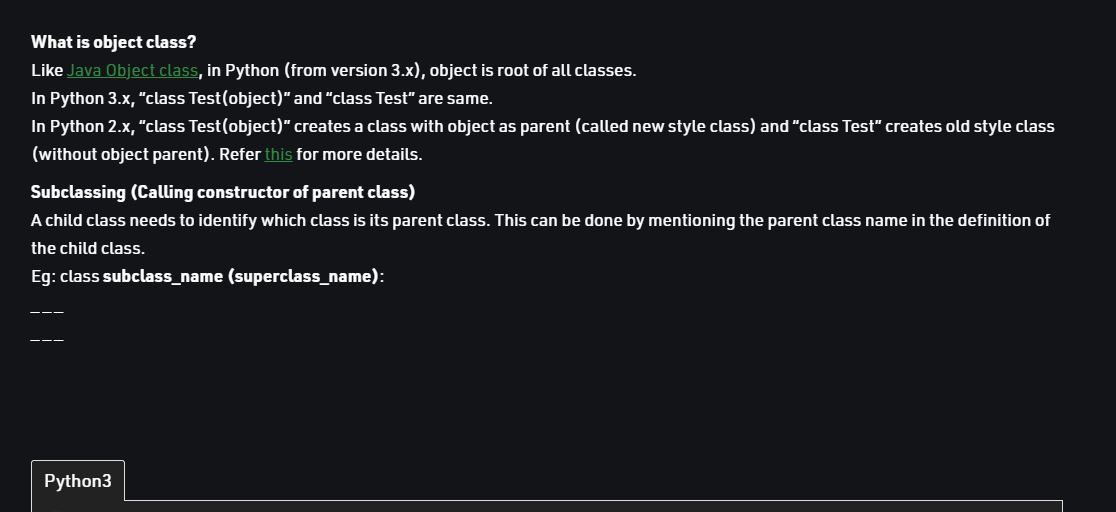 What is object class?
Like Java Object class, in Python (from version 3.x), object is root of all classes.
In Python 3.x, “class Test(object)” and “class Test” are same.
In Python 2.x, “class Test(object)” creates a class with object as parent (called new style class) and “class Test” creates old style class
(without object parent). Refer this for more details.
Subclassing (Calling constructor of parent class)
A child class needs to identify which class is its parent class. This can be done by mentioning the parent class name in the definition of
the child class.
Eg: class subclass_name (superclass_name):
___
___
Python3